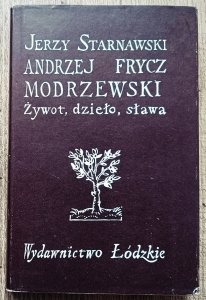 JERZY STARNAWSKI
ANDRZEJ FRYCZ
MODRZEWSKI
Żywot, dzieło, sława
Wydawnictwo Łódzkie